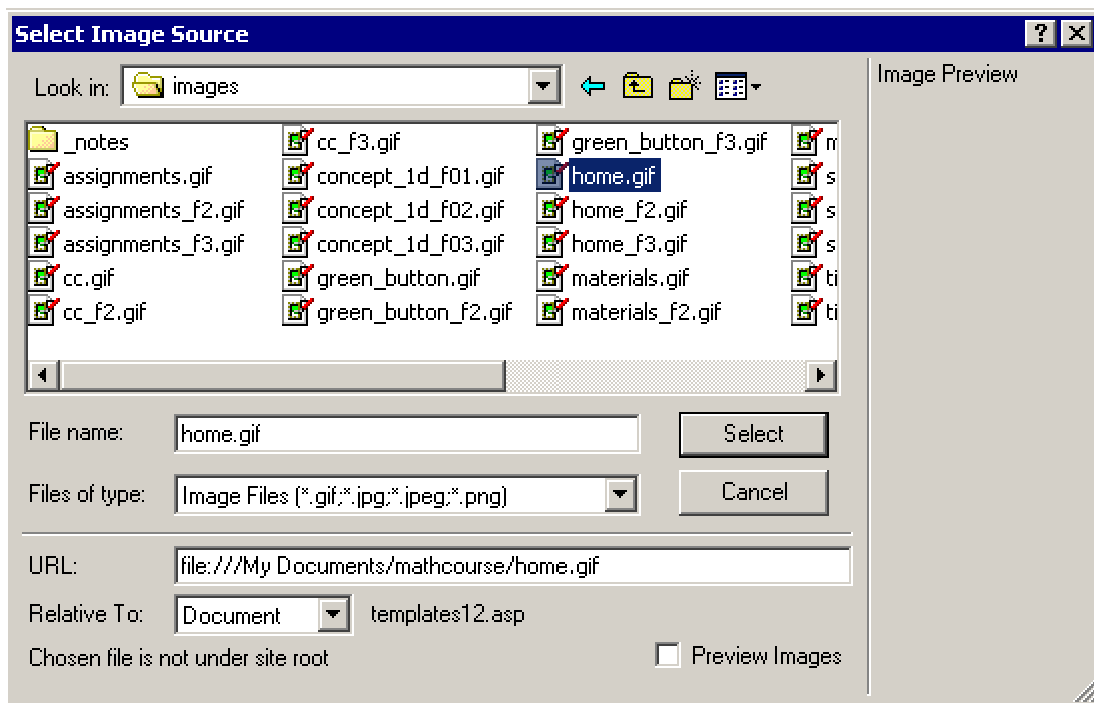 Select Image Source
Look in: images
Image Preview
_notes
assignments.gif
assignments_f2.gif
assignments_f3.gif
cc.gif
cc_f2.gif
cc_f3.gif
concept_1d_f01.gif
concept_1d_f02.gif
concept_1d_f03.gif
green_button.gif
green_button_f2.gif
green_button_f3.gif
home.gif
home_f2.gif
home_f3.gif
materials.gif
materials_f2.gif
File name: home.gif Select
Files of type: Image Files (*.gif;*.jpg;*.jpeg;*.png) Cancel
URL: file:///My Documents/mathcourse/home.gif
Relative To: Document templates12.asp
Chosen file is not under site root Preview Images